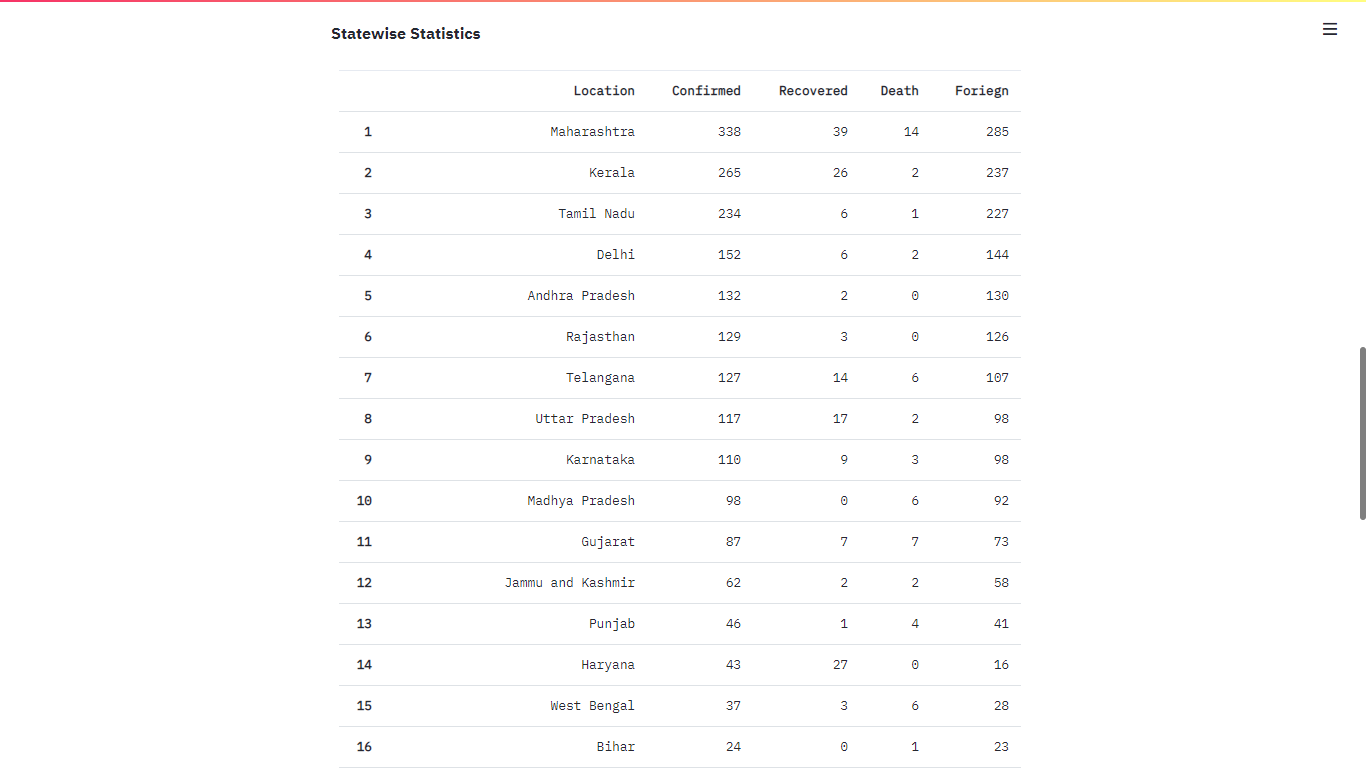 Statewise Statistics
Location Confirmed Recovered Death Foriegn
1 Maharashtra 338 39 14 285
2 Kerala 265 26 2 237
3 Tamil Nadu 234 6 1 227
4 Delhi 152 6 2 144
5 Andhra Pradesh 132 2 0 130
6 Rajasthan 129 3 0 126
7 Telangana 127 14 6 107
8 Uttar Pradesh 117 17 2 98
9 Karnataka 110 9 3 98
10 Madhya Pradesh 98 0 6 92
11 Gujarat 87 7 7 73
12 Jammu and Kashmir 62 2 2 58
13 Punjab 46 1 4 41
14 Haryana 43 27 0 16
15 West Bengal 37 3 6 28
16 Bihar 24 0 1 23